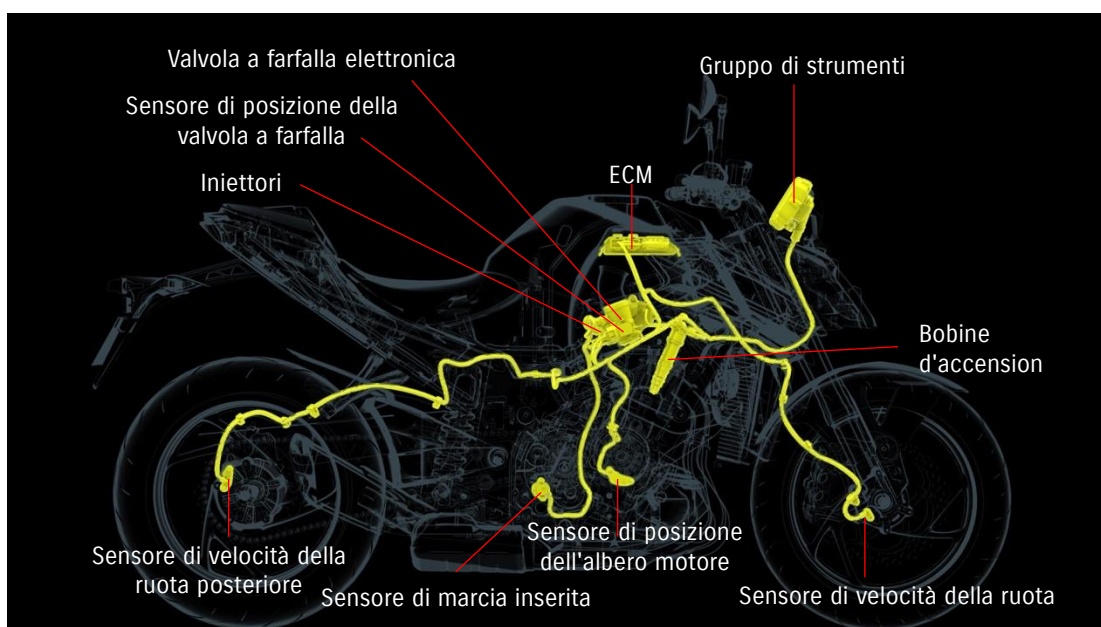 Valvola a farfalla elettronica
Gruppo di strumenti
Sensore di posizione della
valvola a farfalla
Iniettori
ECM
Bobine
d'accension
Sensore di posizione
dell'albero motore
Sensore di velocità della
ruota posteriore
Sensore di marcia inserita
Sensore di velocità della ruota